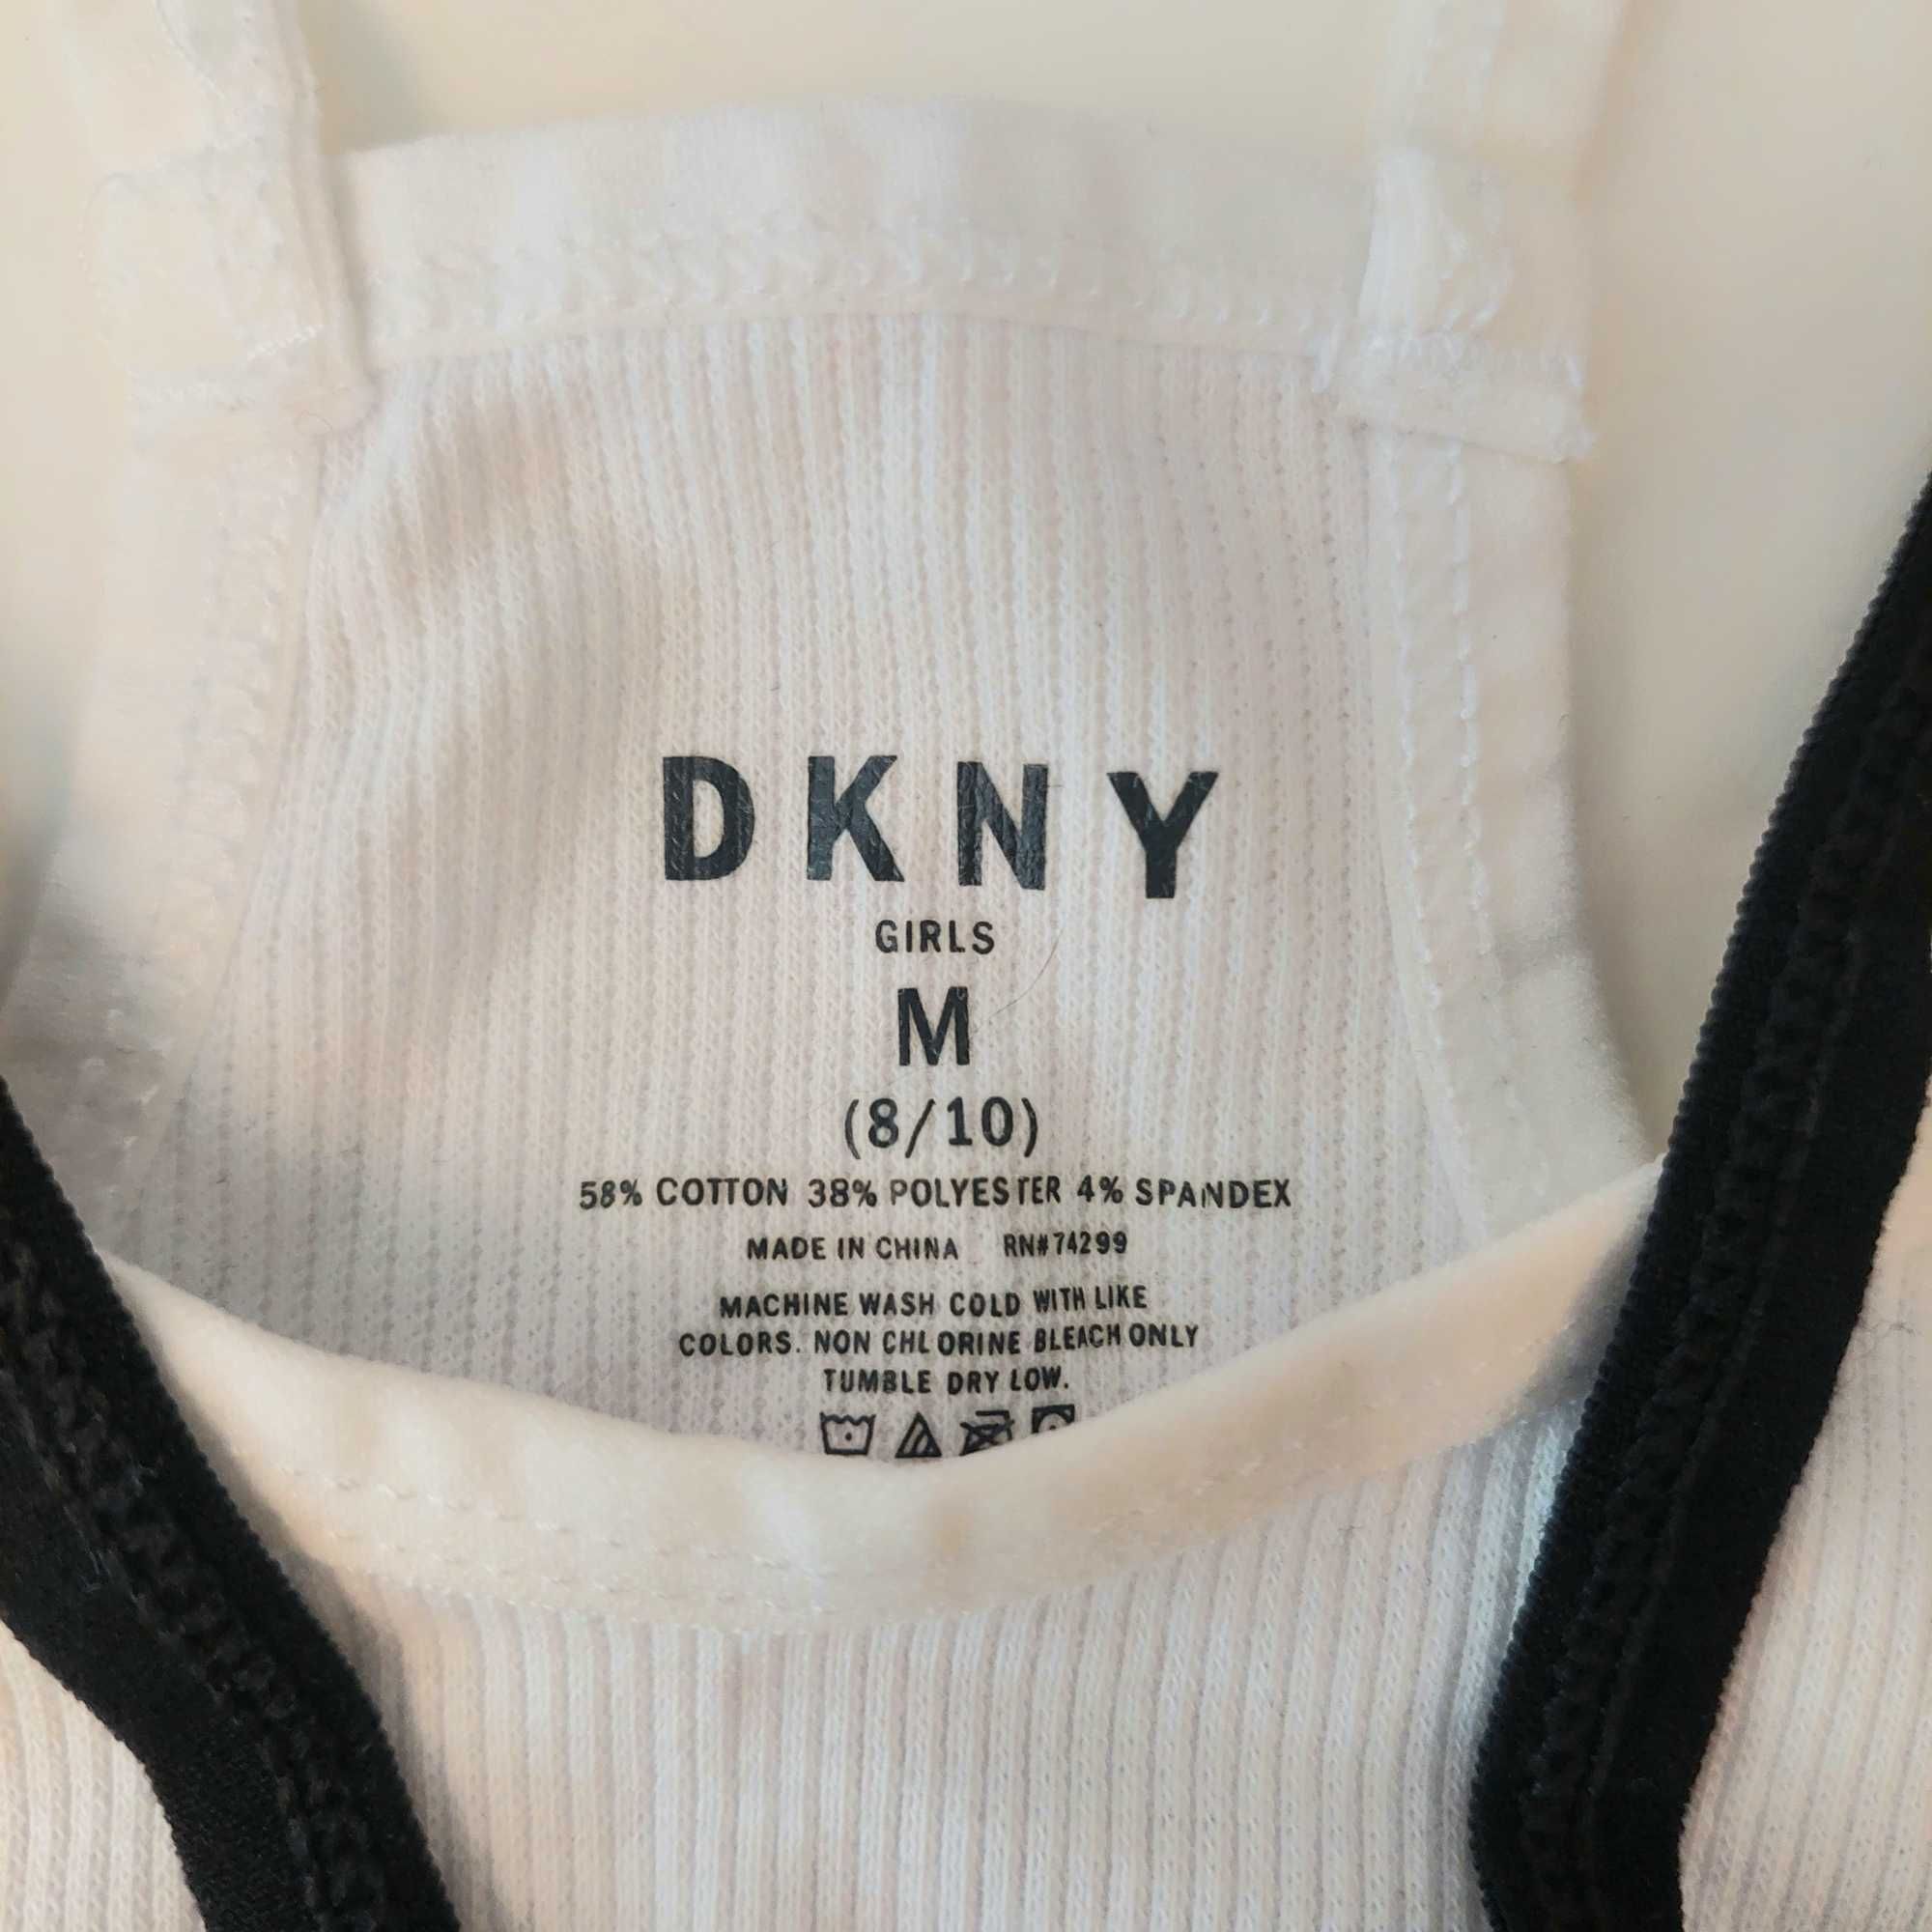 DKNY
GIRLS
M
(8/10)
58% COTTON 38% POLYESTER 4% SPANDEX
MADE IN CHINA RN#74299
MACHINE WASH COLD WITH LIKE
COLORS. NON CHLORINE BLEACH ONLY
TUMBLE DRY LOW.